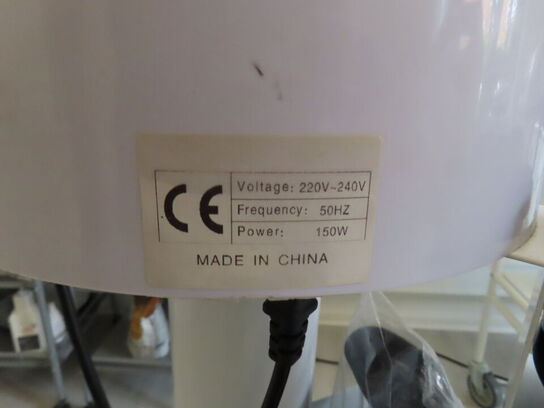 CE
Voltage: 220V~240V
Frequency: 50HZ
Power: 150W
MADE IN CHINA